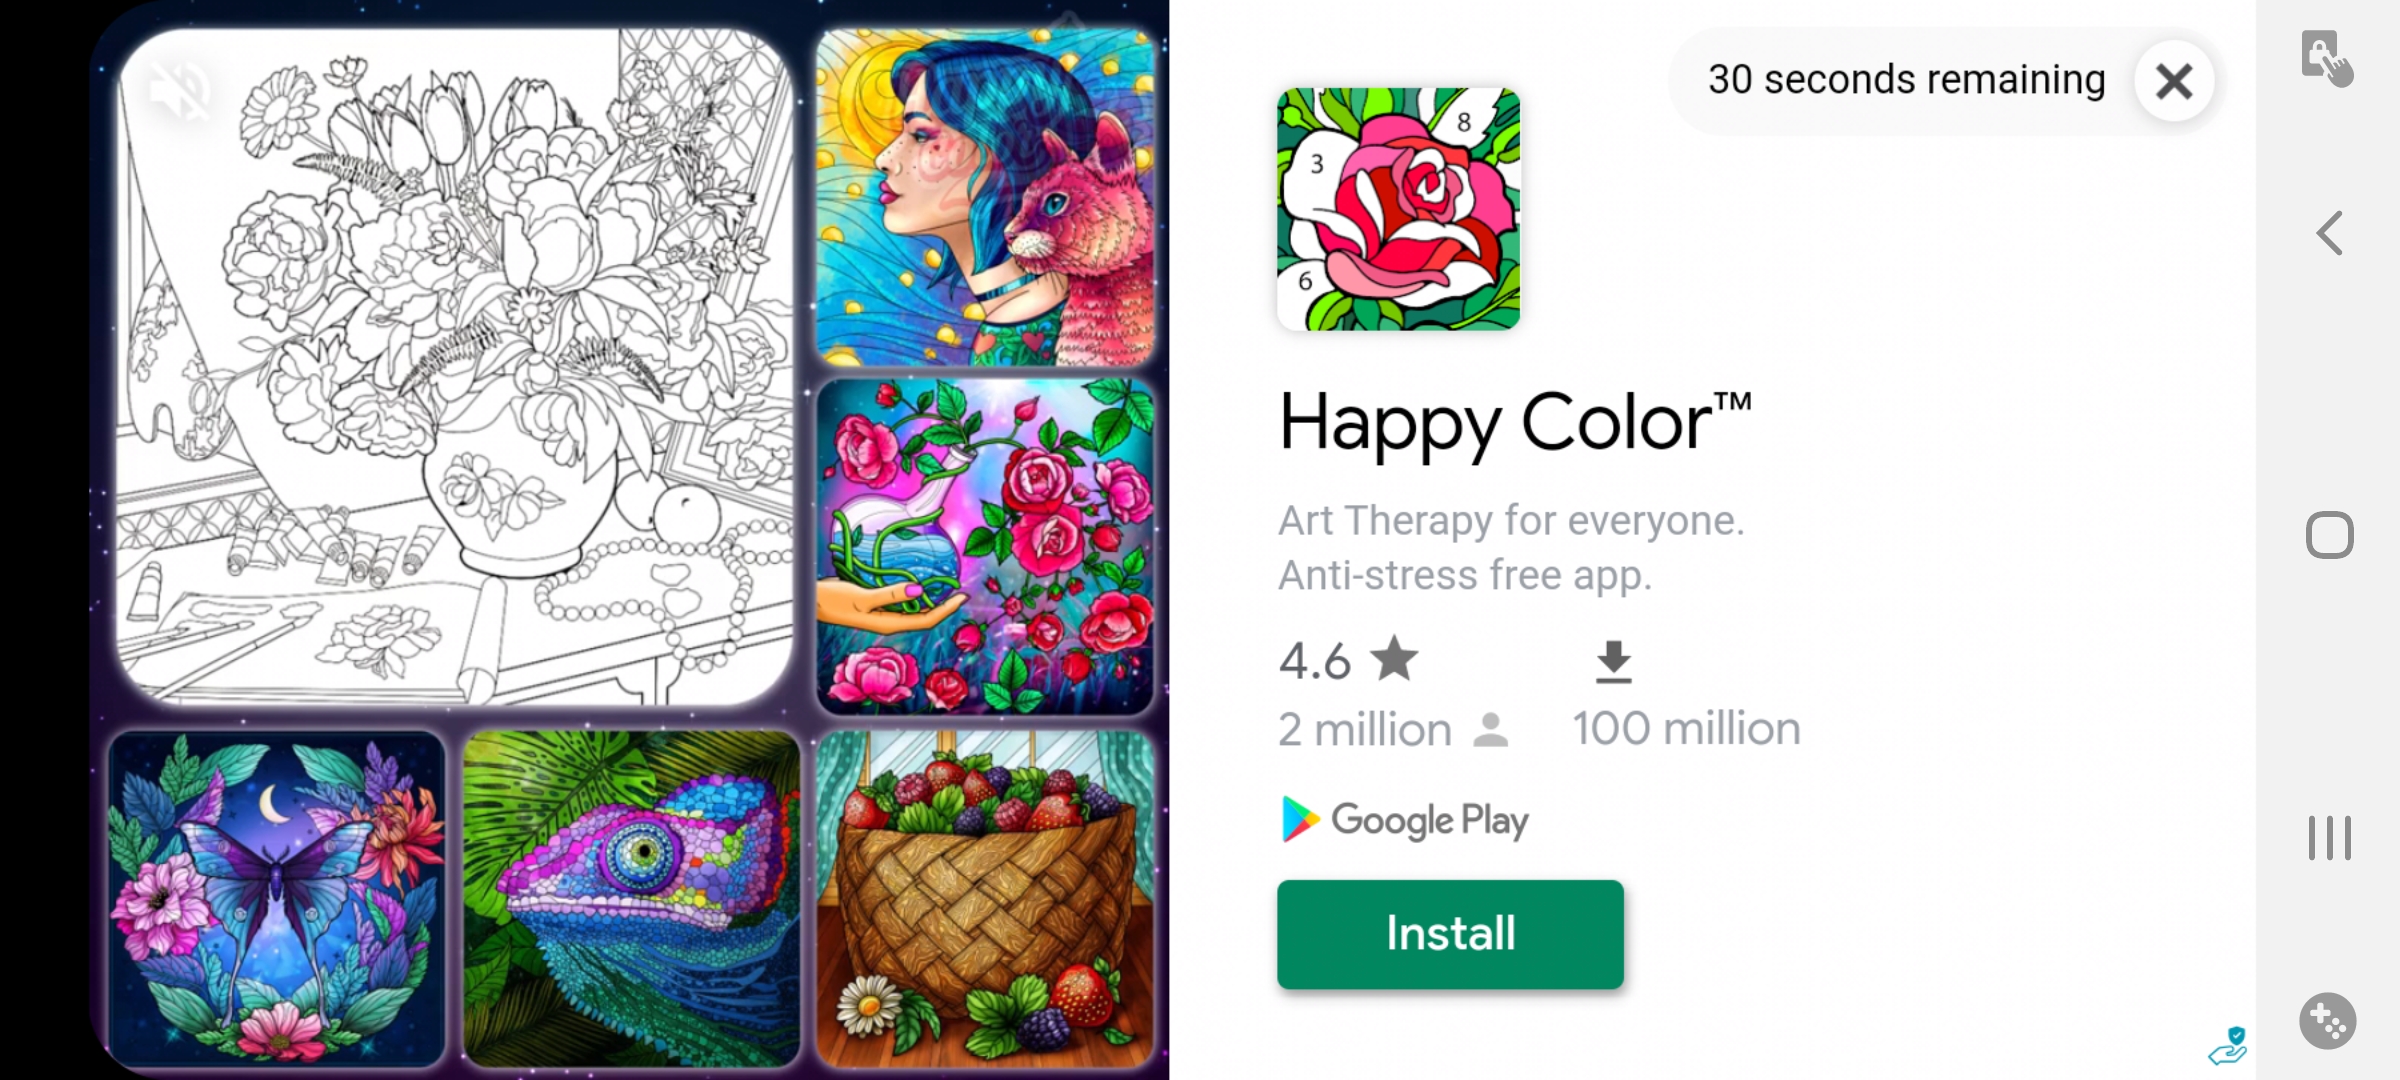 30 seconds remaining
8
3
6
Happy Color™
Art Therapy for everyone.
Anti-stress free app.
4.6
2 million
100 million
Google Play
Install